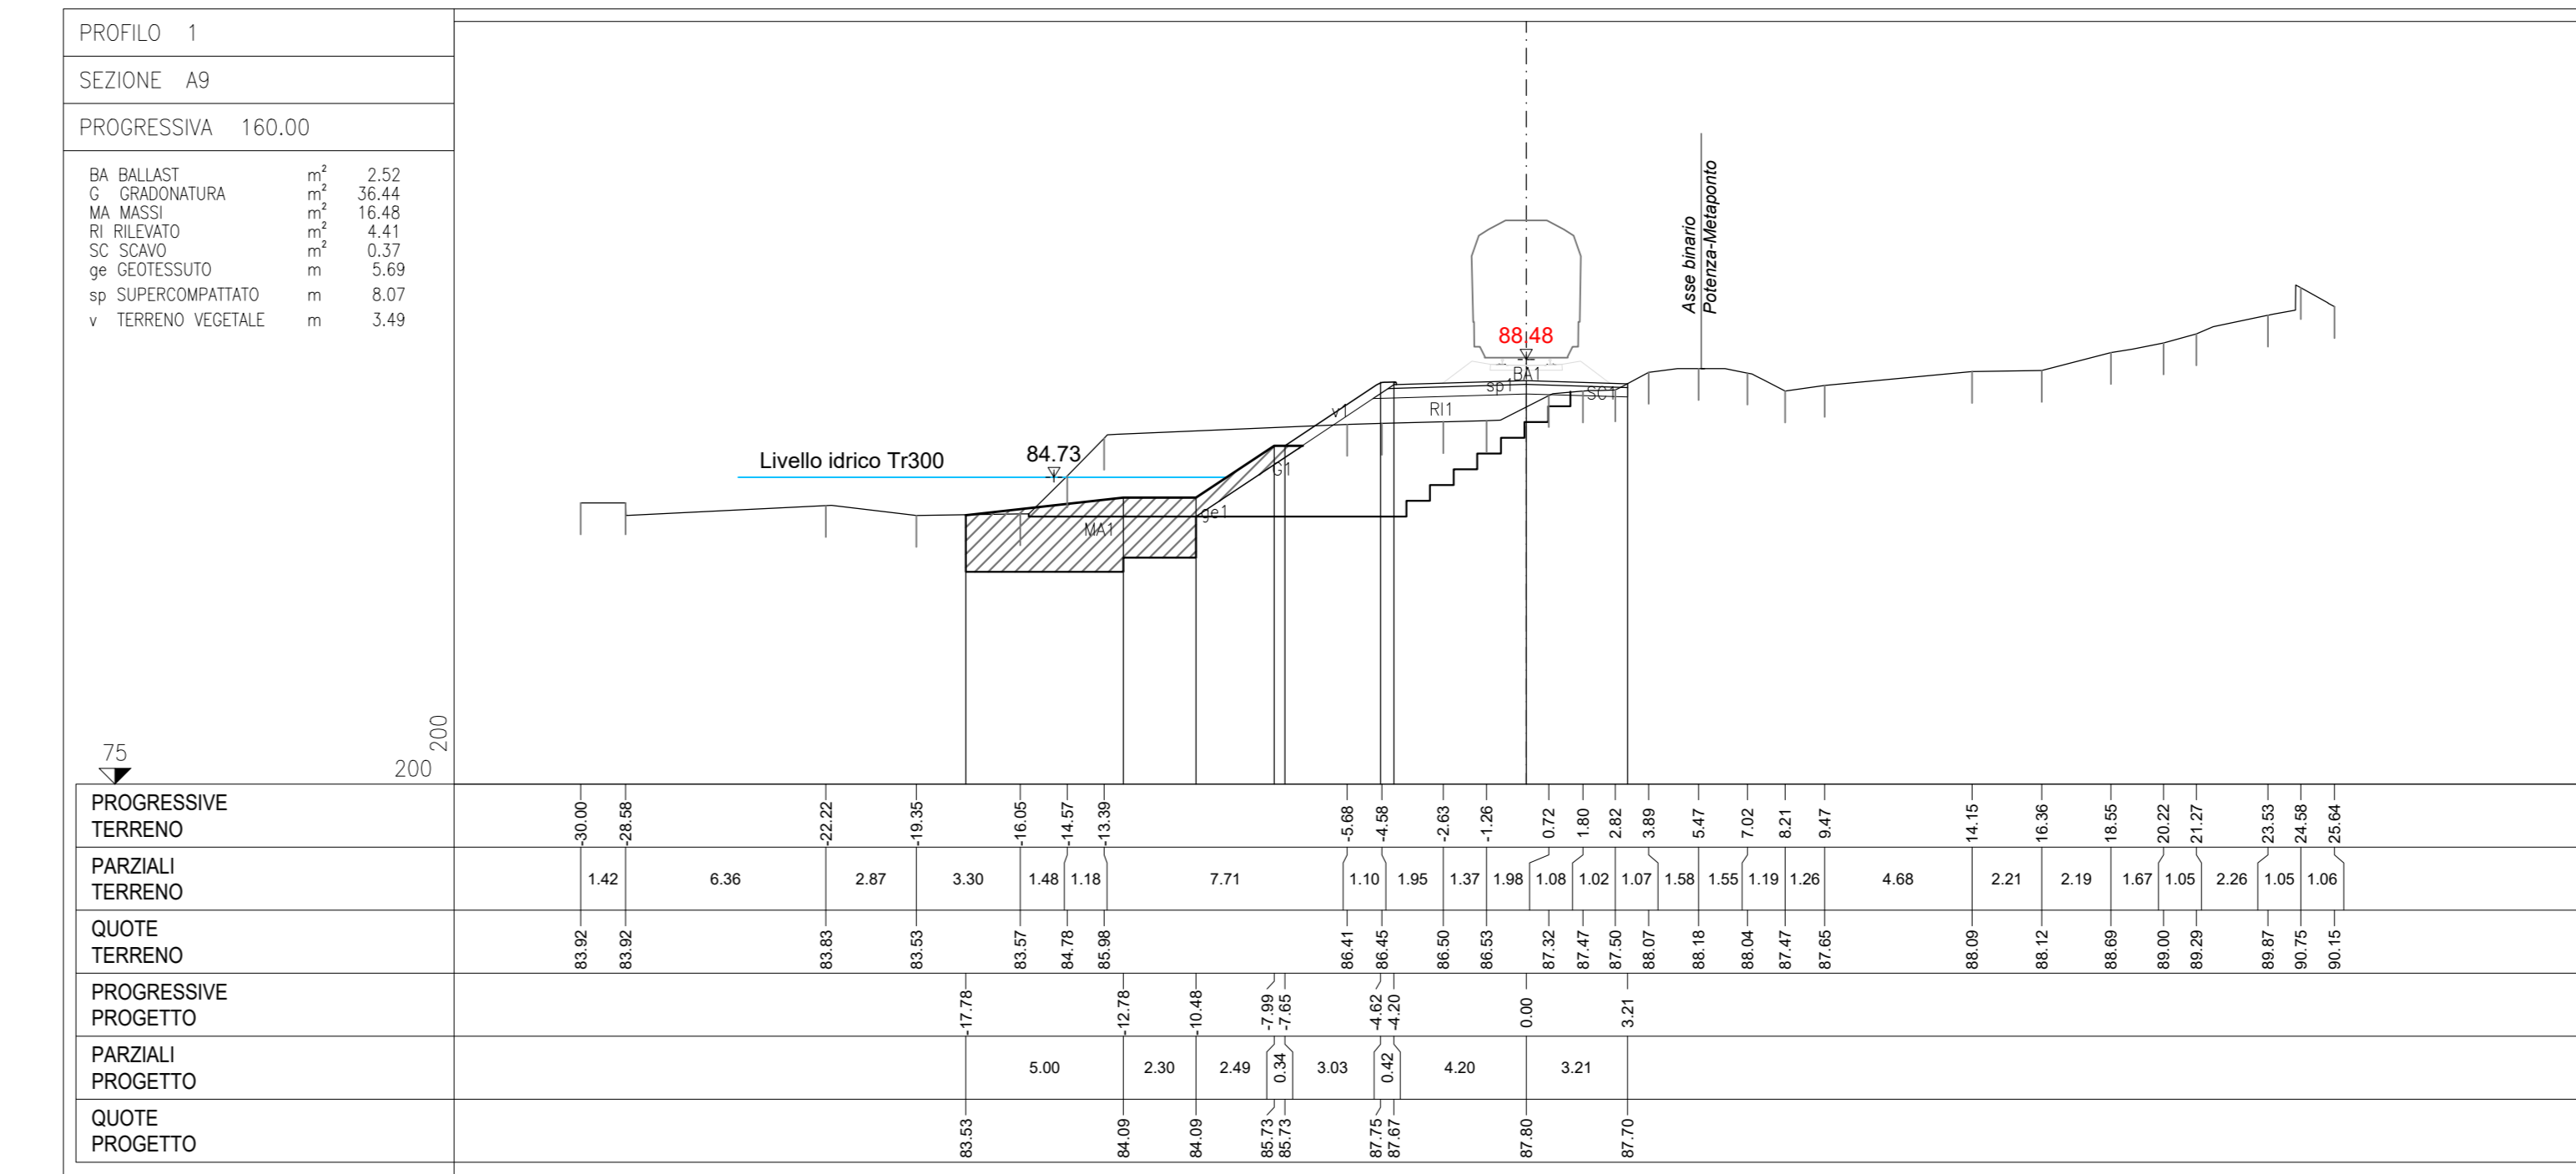 PROFILO 1
SEZIONE A9
PROGRESSIVA 160.00
BA BALLAST m² 2.52
G GRADONATURA m² 36.44
MA MASSI m² 16.48
RI RILEVATO m² 4.41
SC SCAVO m² 0.37
ge GEOTESSUTO m 5.69
sp SUPERCOMPATTATO m 8.07
v TERRENO VEGETALE m 3.49
Asse binario
Potenza-Metaponto
88.48
BA1
sp1
SC1
v1
RI1
Livello idrico Tr300
84.73
G1
ge1
MA1
75
200
200
PROGRESSIVE
TERRENO
-30.00 -28.58 -22.22 -19.35 -16.05 -14.57 -13.39 -5.68 -4.58 -2.63 -1.26 0.72 1.80 2.82 3.89 5.47 7.02 8.21 9.47 14.15 16.36 18.55 20.22 21.27 23.53 24.58 25.64
PARZIALI
TERRENO
1.42 6.36 2.87 3.30 1.48 1.18 7.71 1.10 1.95 1.37 1.98 1.08 1.02 1.07 1.58 1.55 1.19 1.26 4.68 2.21 2.19 1.67 1.05 2.26 1.05 1.06
QUOTE
TERRENO
83.92 83.92 83.83 83.53 83.57 84.78 85.98 86.41 86.45 86.50 86.53 87.32 87.47 87.50 88.07 88.18 88.04 87.47 87.65 88.09 88.12 88.69 89.00 89.29 89.87 90.75 90.15
PROGRESSIVE
PROGETTO
-17.78 -12.78 -10.48 -7.99 -7.65 -4.62 -4.20 0.00 3.21
PARZIALI
PROGETTO
5.00 2.30 2.49 0.34 3.03 0.42 4.20 3.21
QUOTE
PROGETTO
83.53 84.09 84.09 85.73 85.73 87.75 87.67 87.80 87.70